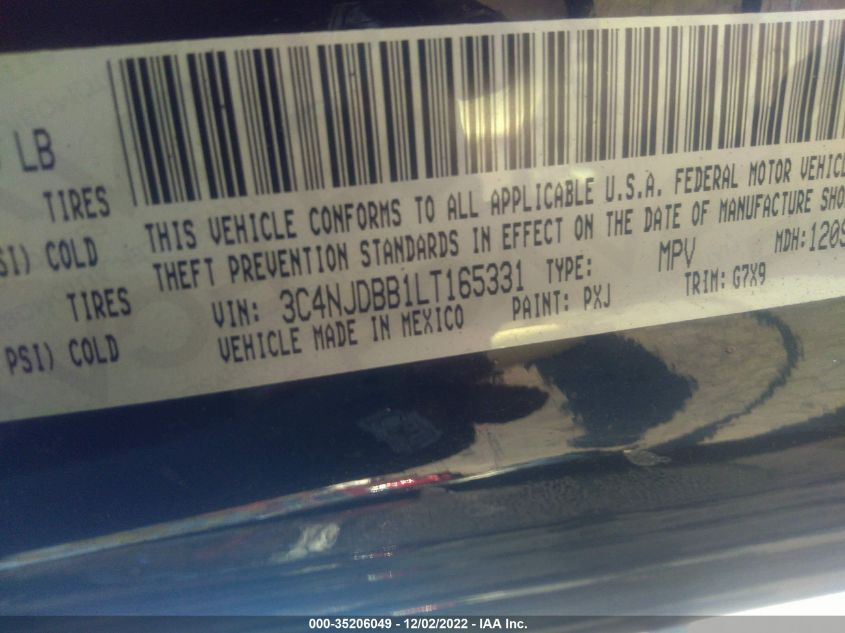 LB
TIRES
SI) COLD
TIRES
PSI) COLD
THIS VEHICLE CONFORMS TO ALL APPLICABLE U.S.A. FEDERAL MOTOR VEHICL
THEFT PREVENTION STANDARDS IN EFFECT ON THE DATE OF MANUFACTURE SHO
VIN: 3C4NJDBB1LT165331 TYPE: MPV MDH: 1209
VEHICLE MADE IN MEXICO PAINT: PXJ TRIM: G7X9
000-35206049 - 12/02/2022 - IAA Inc.